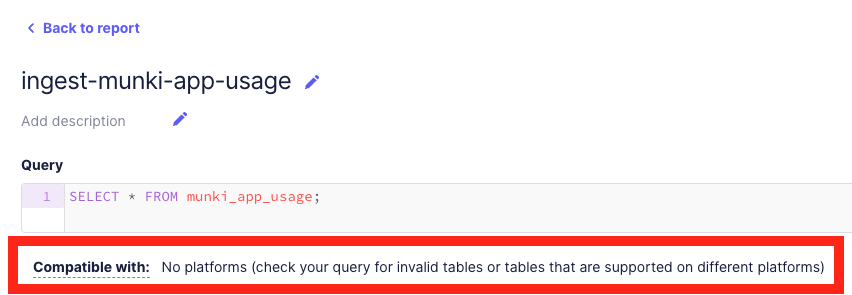 Back to report
ingest-munki-app-usage
Add description
Query
1 SELECT * FROM munki_app_usage;
Compatible with: No platforms (check your query for invalid tables or tables that are supported on different platforms)